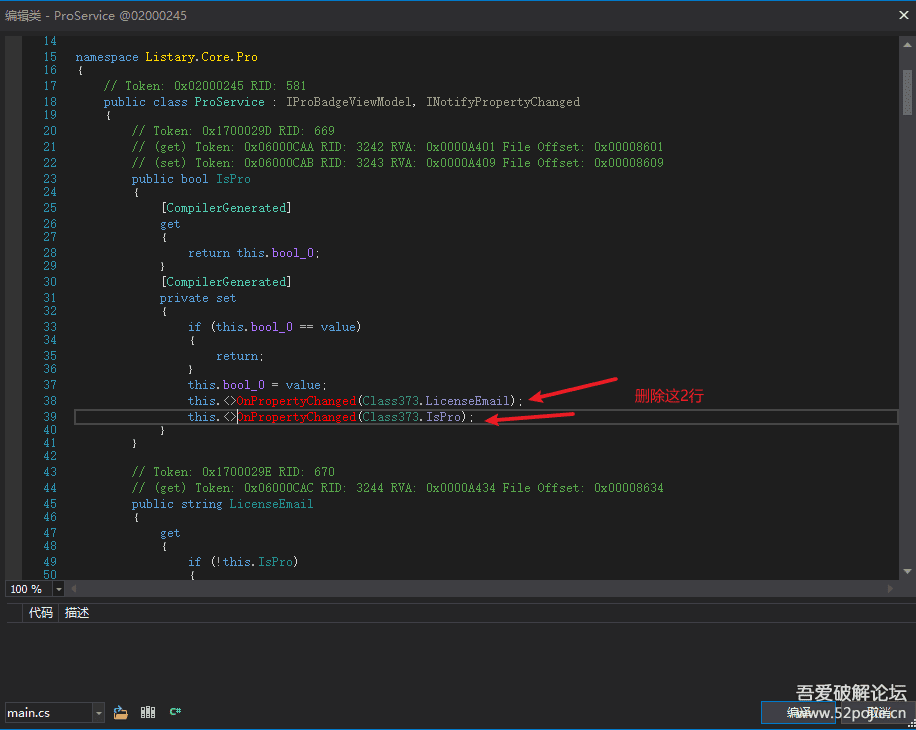 编辑类 - ProService @02000245
14
15 namespace Listary.Core.Pro
16 {
17 // Token: 0x02000245 RID: 581
18 public class ProService : IProBadgeViewModel, INotifyPropertyChanged
19 {
20 // Token: 0x1700029D RID: 669
21 // (get) Token: 0x06000CAA RID: 3242 RVA: 0x0000A401 File Offset: 0x00008601
22 // (set) Token: 0x06000CAB RID: 3243 RVA: 0x0000A409 File Offset: 0x00008609
23 public bool IsPro
24 {
25 [CompilerGenerated]
26 get
27 {
28 return this.bool_0;
29 }
30 [CompilerGenerated]
31 private set
32 {
33 if (this.bool_0 == value)
34 {
35 return;
36 }
37 this.bool_0 = value;
38 this.<>OnPropertyChanged(Class373.LicenseEmail);
删除这2行
39 this.<>OnPropertyChanged(Class373.IsPro);
40 }
41 }
42
43 // Token: 0x1700029E RID: 670
44 // (get) Token: 0x06000CAC RID: 3244 RVA: 0x0000A434 File Offset: 0x00008634
45 public string LicenseEmail
46 {
47 get
48 {
49 if (!this.IsPro)
50 {
100 %
代码 描述
main.cs C#
编译 取消
吾爱破解论坛
www.52pojie.cn